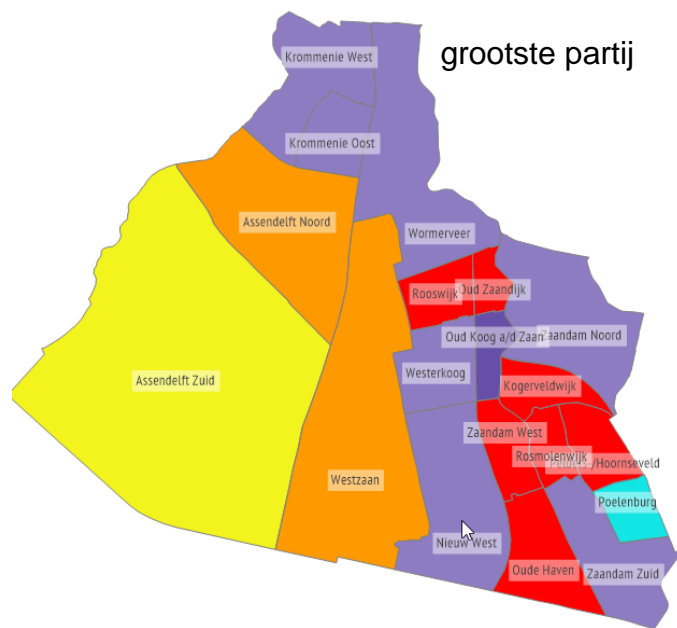 grootste partij
Krommenie West
Krommenie Oost
Assendelft Noord
Wormerveer
Rooswijk
Oud Zaandijk
Oud Koog a/d Zaan
Zaandam Noord
Assendelft Zuid
Westerkoog
Kogerveldwijk
Zaandam West
Rosmolenwijk
/Hoornseveld
Westzaan
Poelenburg
Nieuw West
Oude Haven
Zaandam Zuid